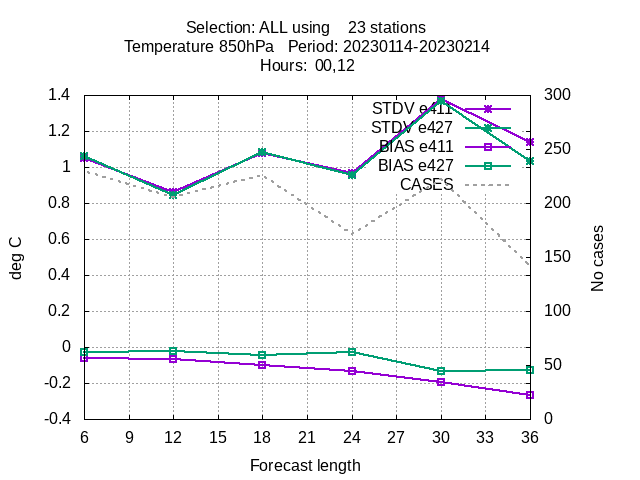 Selection: ALL using 23 stations
Temperature 850hPa Period: 20230114-20230214
Hours: 00,12
1.4
1.2
1
0.8
0.6
0.4
0.2
0
-0.2
-0.4
deg C
STDV e411
STDV e427
BIAS e411
BIAS e427
CASES
300
250
200
150
100
50
0
No cases
6 9 12 15 18 21 24 27 30 33 36
Forecast length